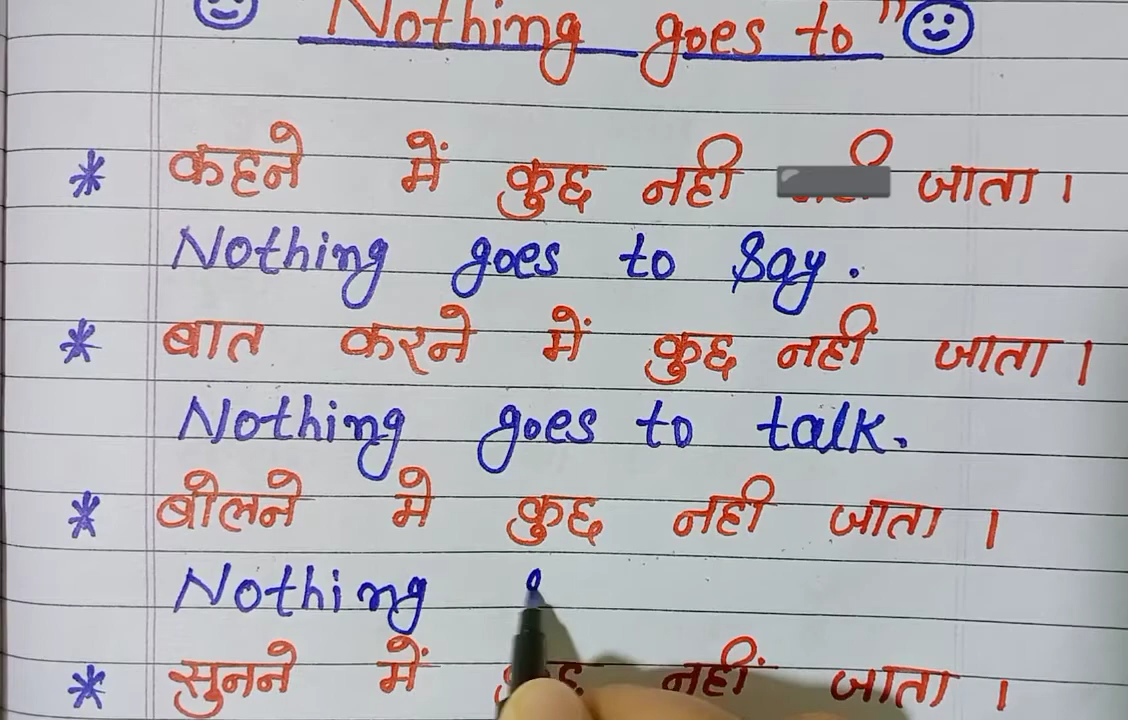 Nothing goes to"
* कहने में कुछ नही जाता ।
Nothing goes to Say.
* बात करने में कुछ नहीं जाता ।
Nothing goes to talk.
* बोलने मे कुछ नही जाता ।
Nothing
* सुनने में नहीं जाता ।